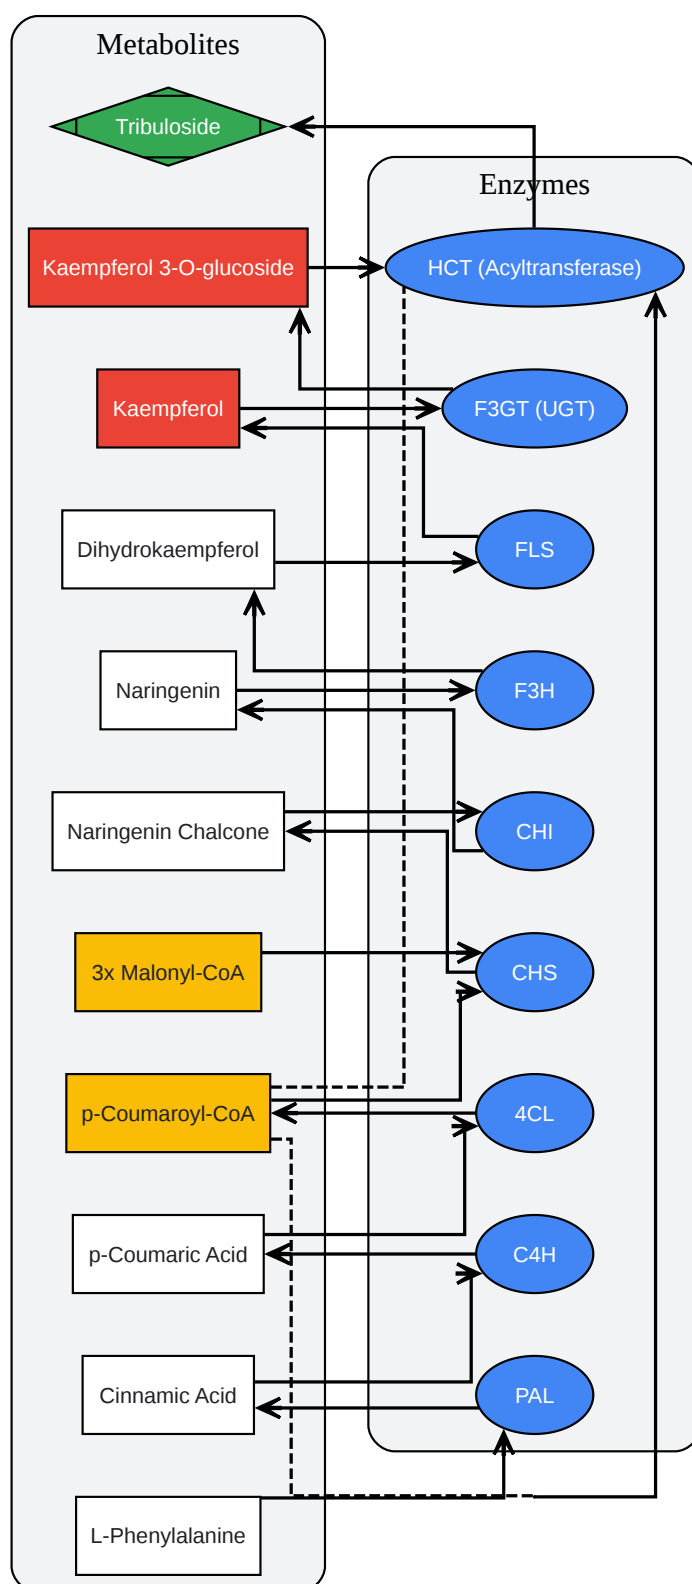 Metabolites
Tribuloside
Enzymes
Kaempferol 3-O-glucoside
HCT (Acyltransferase)
Kaempferol
F3GT (UGT)
Dihydrokaempferol
FLS
Naringenin
F3H
Naringenin Chalcone
CHI
3x Malonyl-CoA
CHS
p-Coumaroyl-CoA
4CL
p-Coumaric Acid
C4H
Cinnamic Acid
PAL
L-Phenylalanine